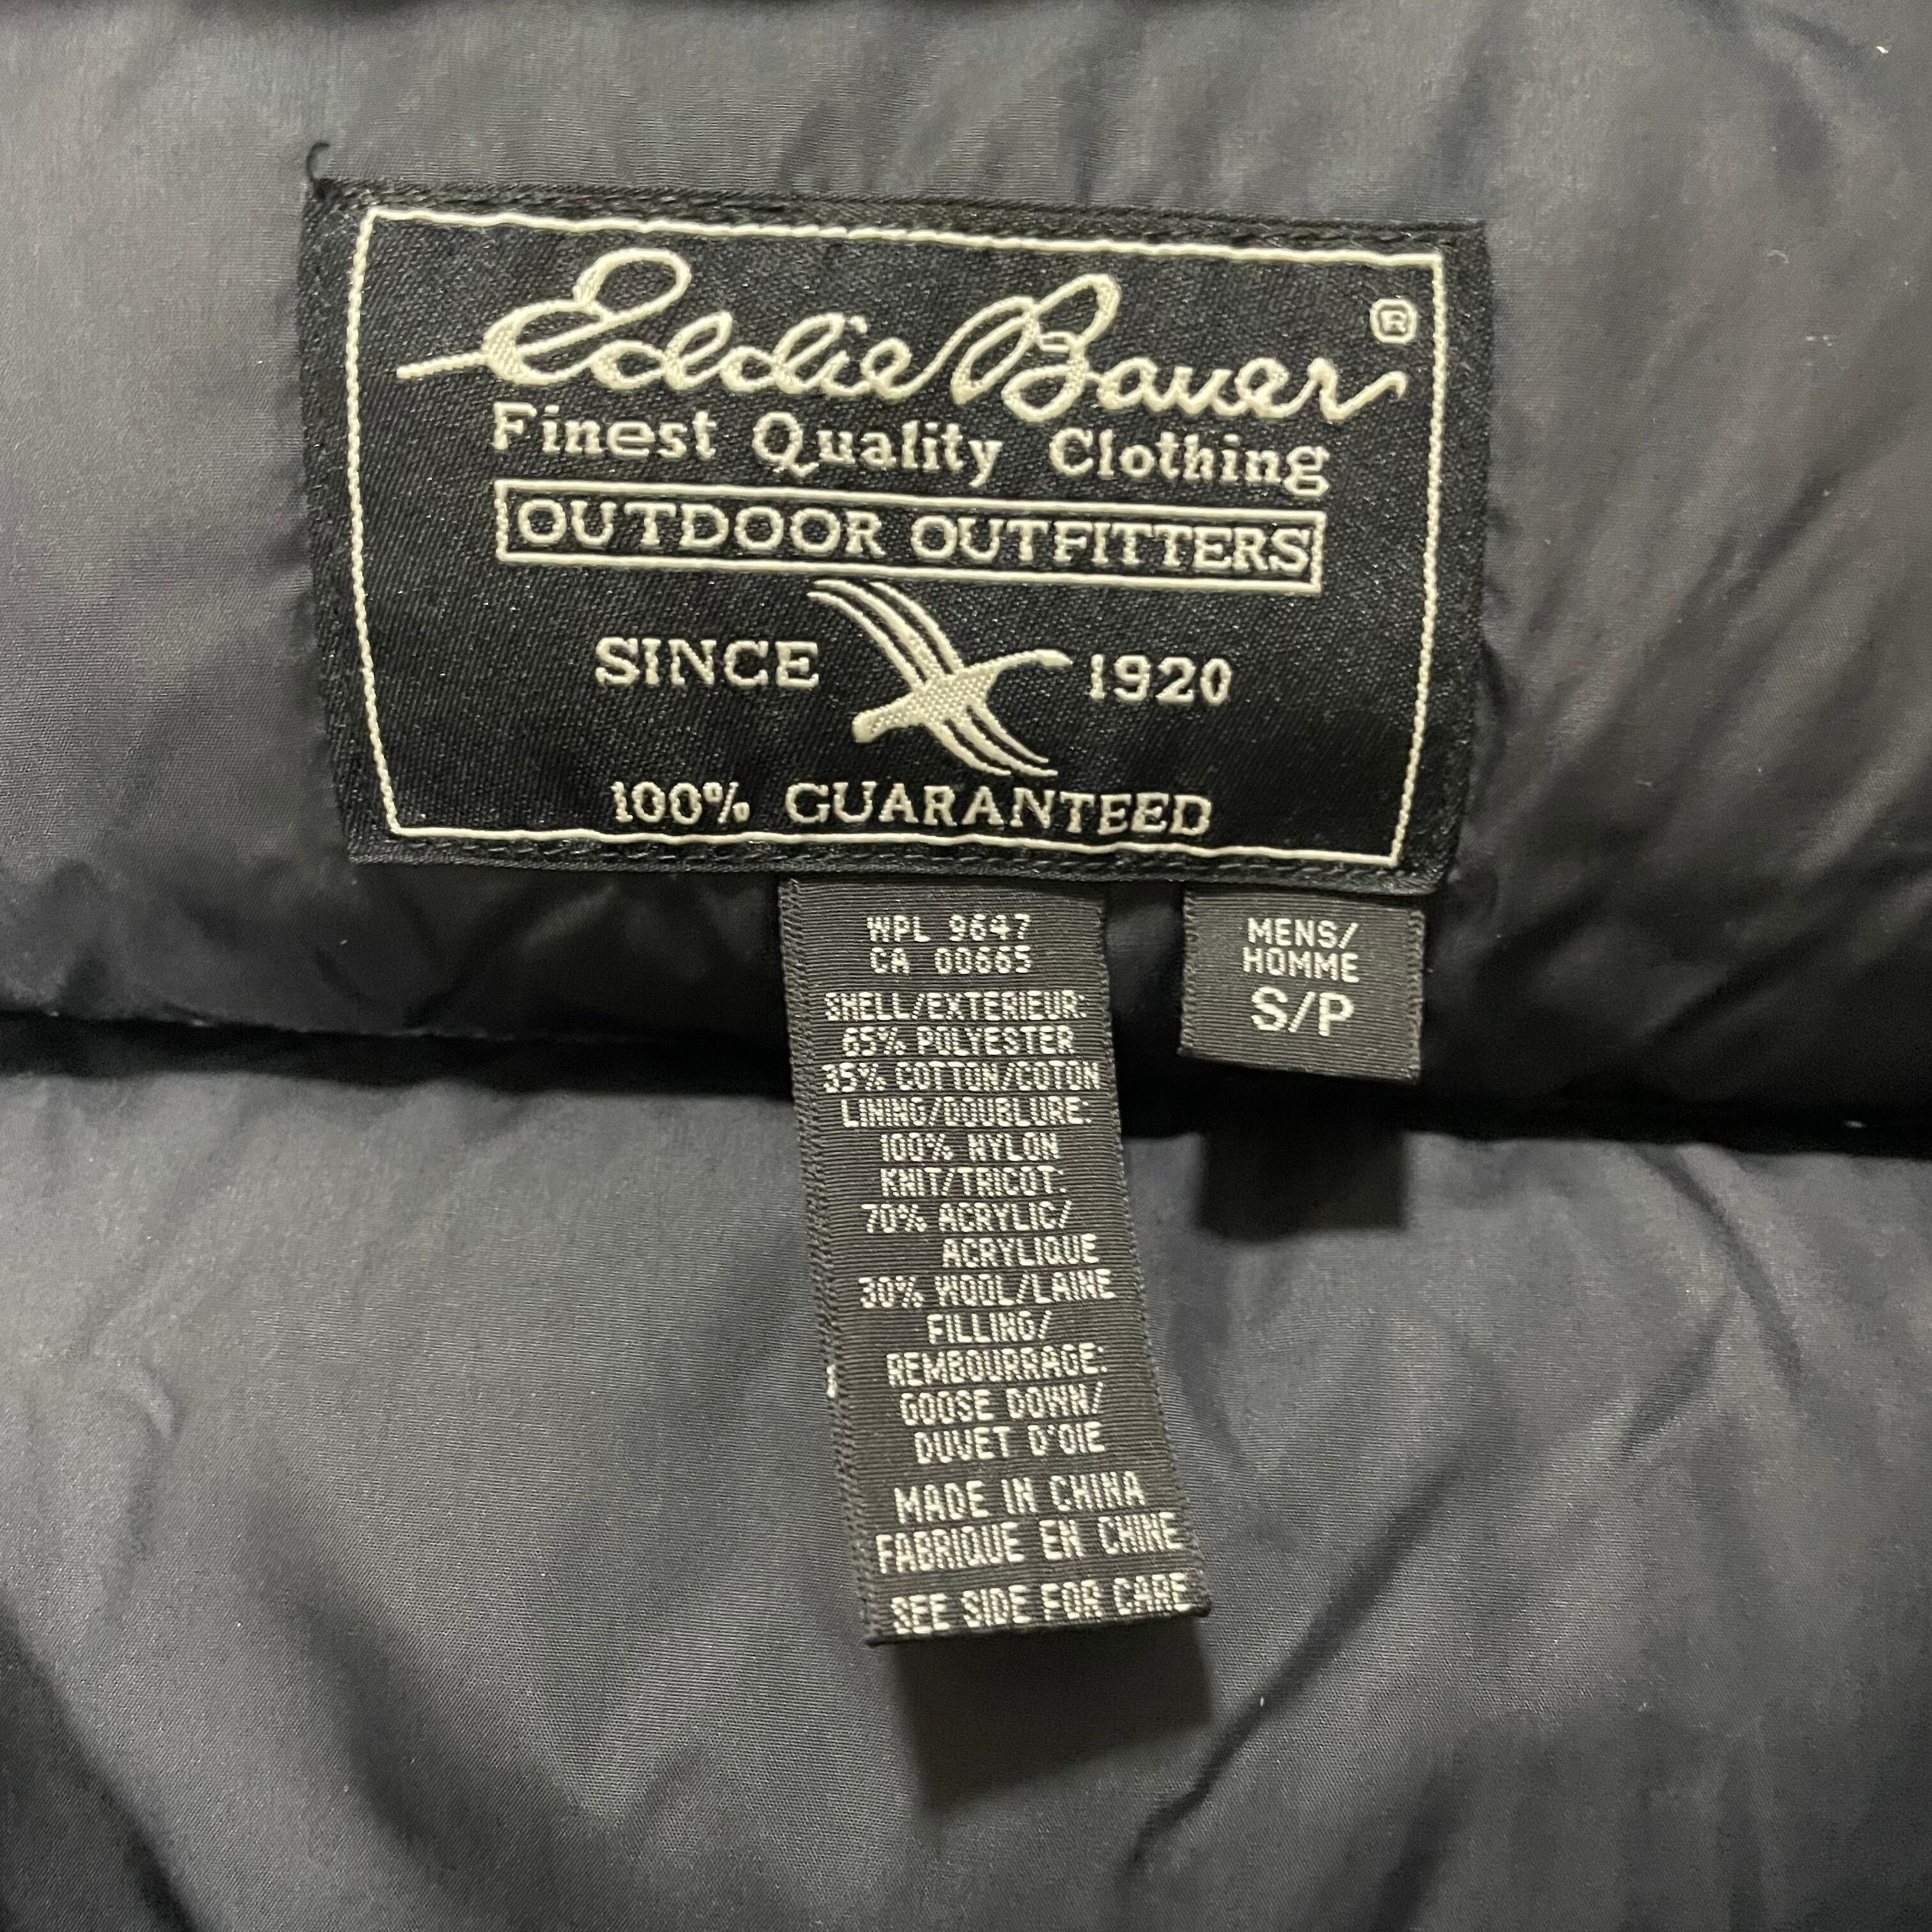 Eddie Bauer®
Finest Quality Clothing
OUTDOOR OUTFITTERS
SINCE 1920
100% GUARANTEED
WPL 9647
CA 00665
SHELL/EXTERIEUR:
65% POLYESTER
35% COTTON/COTON
LINING/DOUBLURE:
100% NYLON
KNIT/TRICOT:
70% ACRYLIC/
ACRYLIQUE
30% WOOL/LAINE
FILLING/
REMBOURRAGE:
GOOSE DOWN/
DUVET D'OIE
MADE IN CHINA
FABRIQUE EN CHINE
SEE SIDE FOR CARE
MENS/
HOMME
S/P